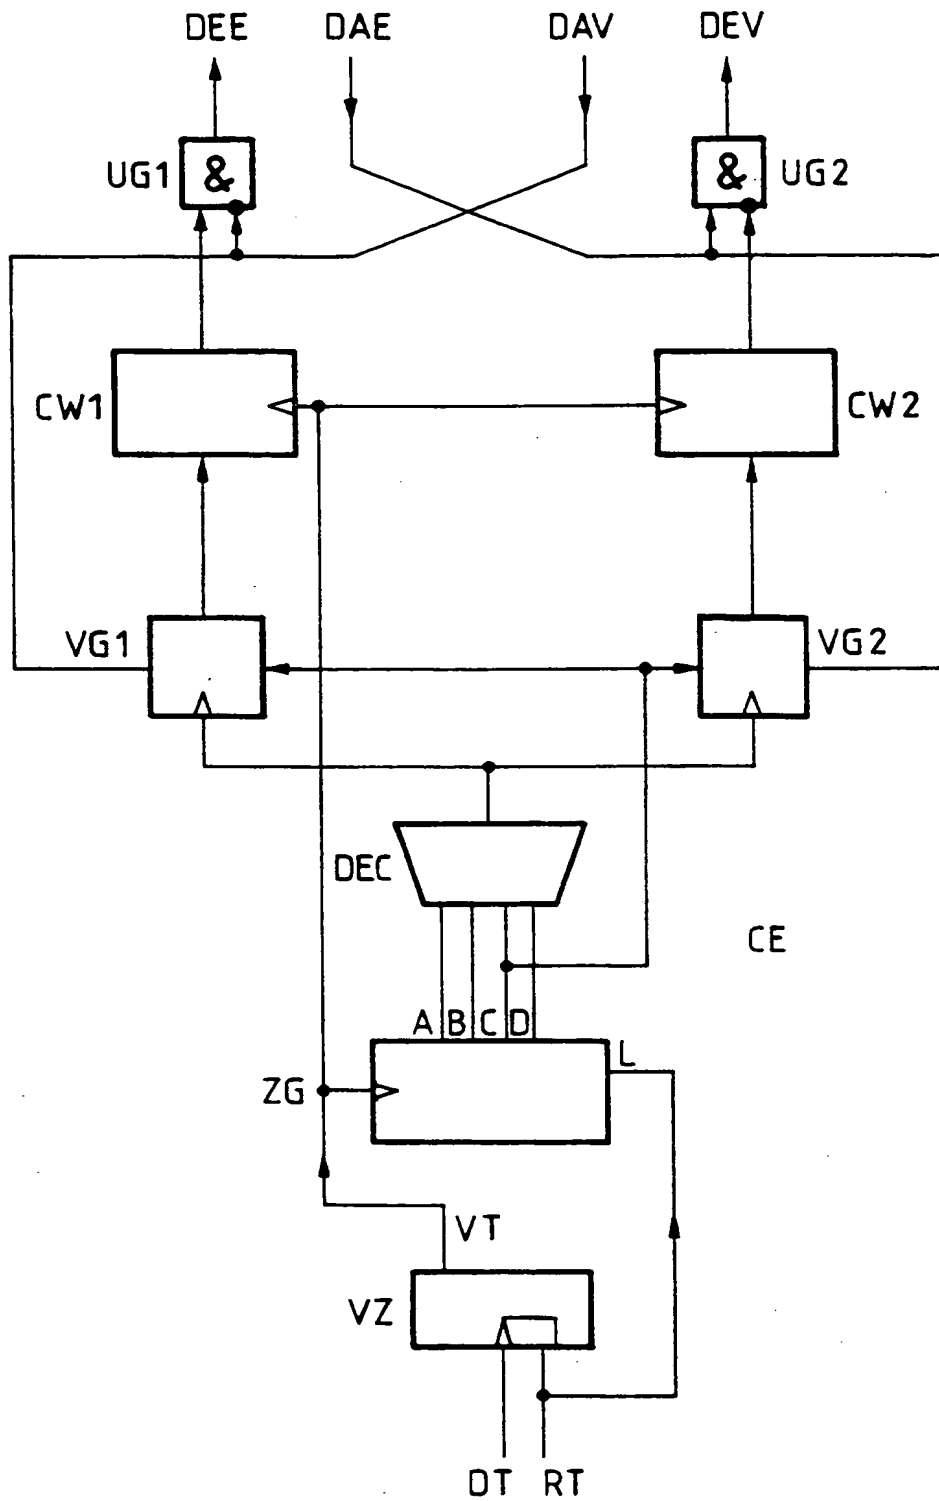 DEE DAE DAV DEV
UG1 & & UG2
CW1 CW2
VG1 VG2
DEC
CE
A B C D
L
ZG
VT
VZ
DT RT